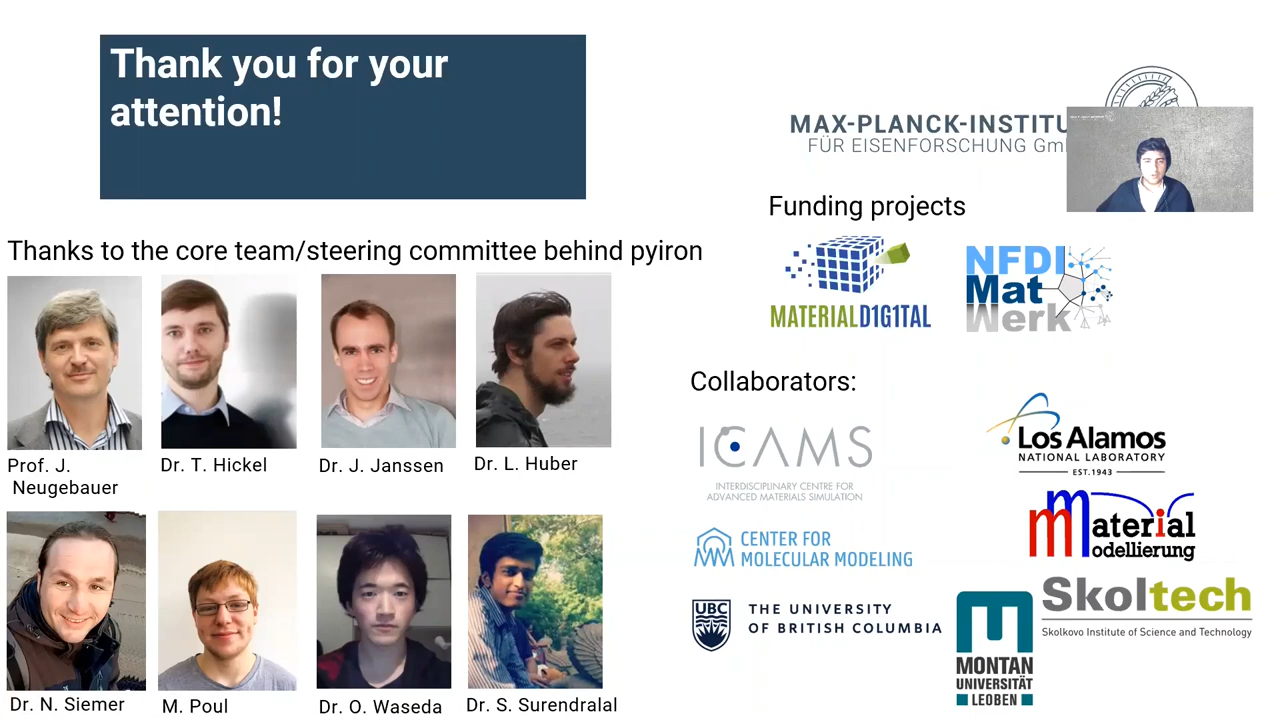 Thank you for your
attention!
MAX-PLANCK-INSTITU
FÜR EISENFORSCHUNG Gm
Funding projects
MATERIALD1G1TAL
NFDI
Mat
Werk
Thanks to the core team/steering committee behind pyiron
Prof. J.
Neugebauer
Dr. T. Hickel
Dr. J. Janssen
Dr. L. Huber
Dr. N. Siemer
M. Poul
Dr. O. Waseda
Dr. S. Surendralal
Collaborators:
ICAMS
INTERDISCIPLINARY CENTRE FOR
ADVANCED MATERIALS SIMULATION
Los Alamos
NATIONAL LABORATORY
EST.1943
CENTER FOR
MOLECULAR MODELING
Material
Modellierung
UBC
THE UNIVERSITY
OF BRITISH COLUMBIA
M
MONTAN
UNIVERSITÄT
LEOBEN
Skoltech
Skolkovo Institute of Science and Technology